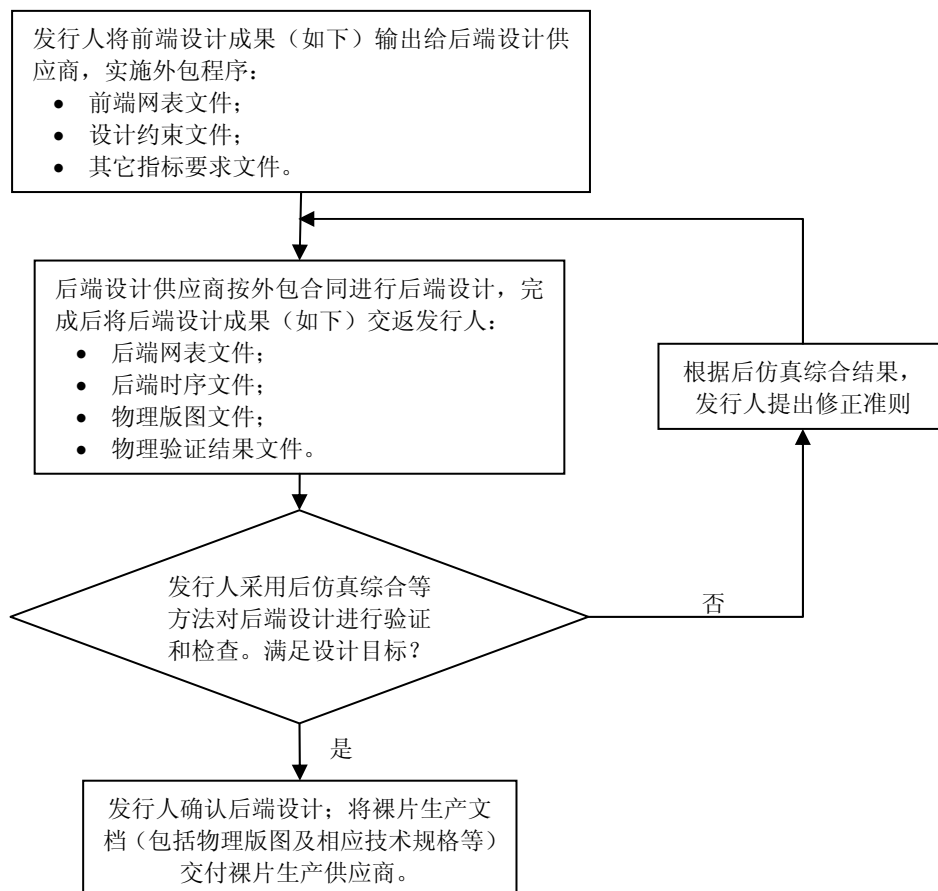 发行人将前端设计成果（如下）输出给后端设计供
应商，实施外包程序：
• 前端网表文件；
• 设计约束文件；
• 其它指标要求文件。
后端设计供应商按外包合同进行后端设计，完
成后将后端设计成果（如下）交返发行人：
• 后端网表文件；
• 后端时序文件；
• 物理版图文件；
• 物理验证结果文件。
根据后仿真综合结果，
发行人提出修正准则
发行人采用后仿真综合等
方法对后端设计进行验证
和检查。满足设计目标？
否
是
发行人确认后端设计；将裸片生产文
档（包括物理版图及相应技术规格等）
交付裸片生产供应商。